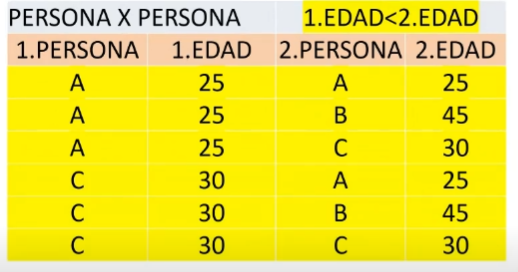 PERSONA X PERSONA 1.EDAD<2.EDAD
1.PERSONA 1.EDAD 2.PERSONA 2.EDAD
A 25 A 25
A 25 B 45
A 25 C 30
C 30 A 25
C 30 B 45
C 30 C 30